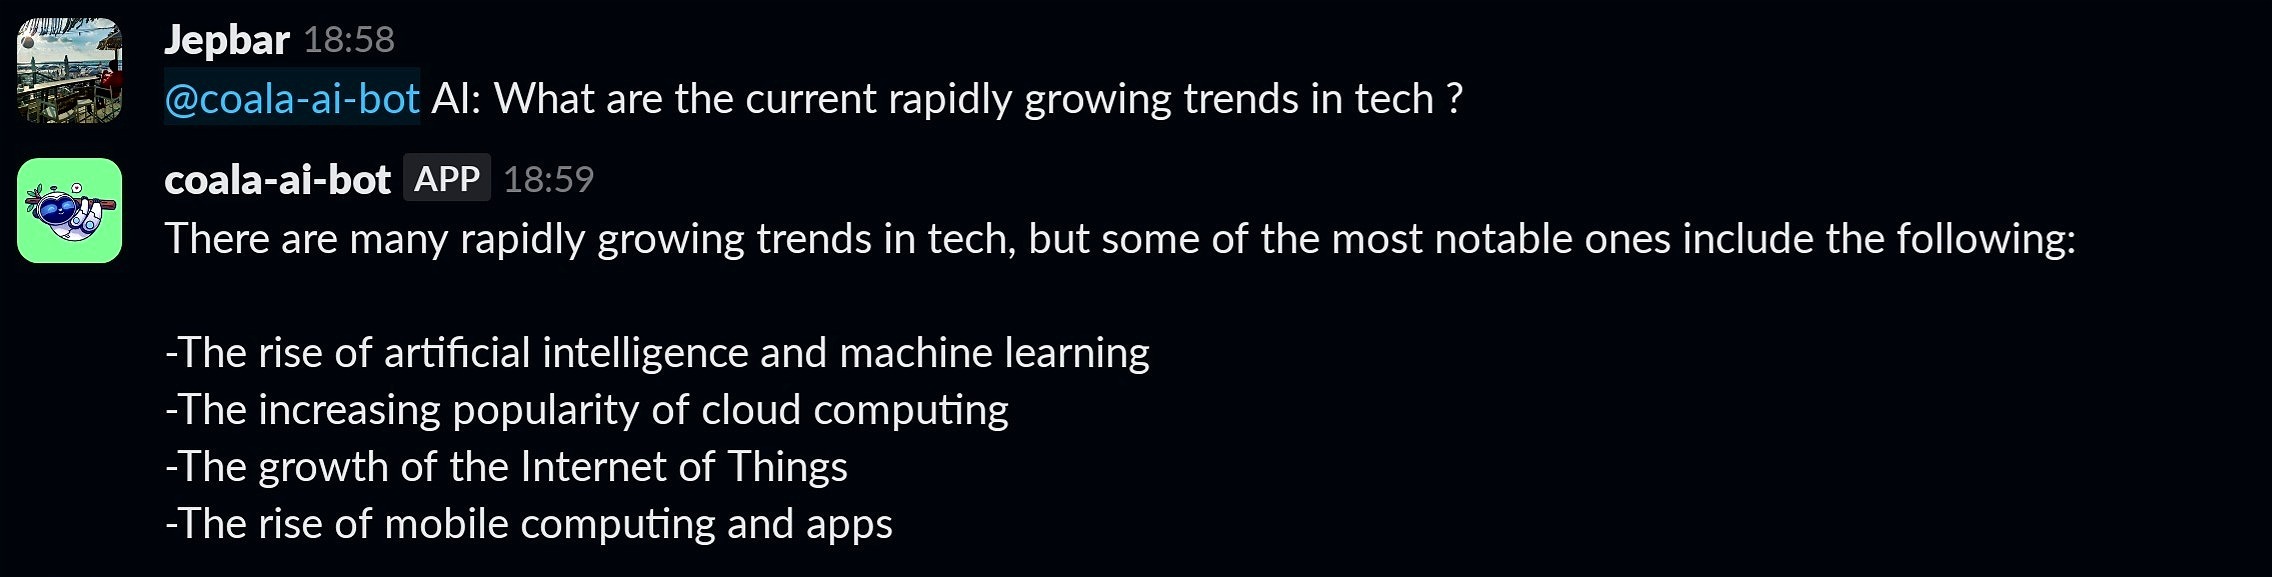 Jepbar 18:58
@coala-ai-bot AI: What are the current rapidly growing trends in tech ?
coala-ai-bot APP 18:59
There are many rapidly growing trends in tech, but some of the most notable ones include the following:
-The rise of artificial intelligence and machine learning
-The increasing popularity of cloud computing
-The growth of the Internet of Things
-The rise of mobile computing and apps